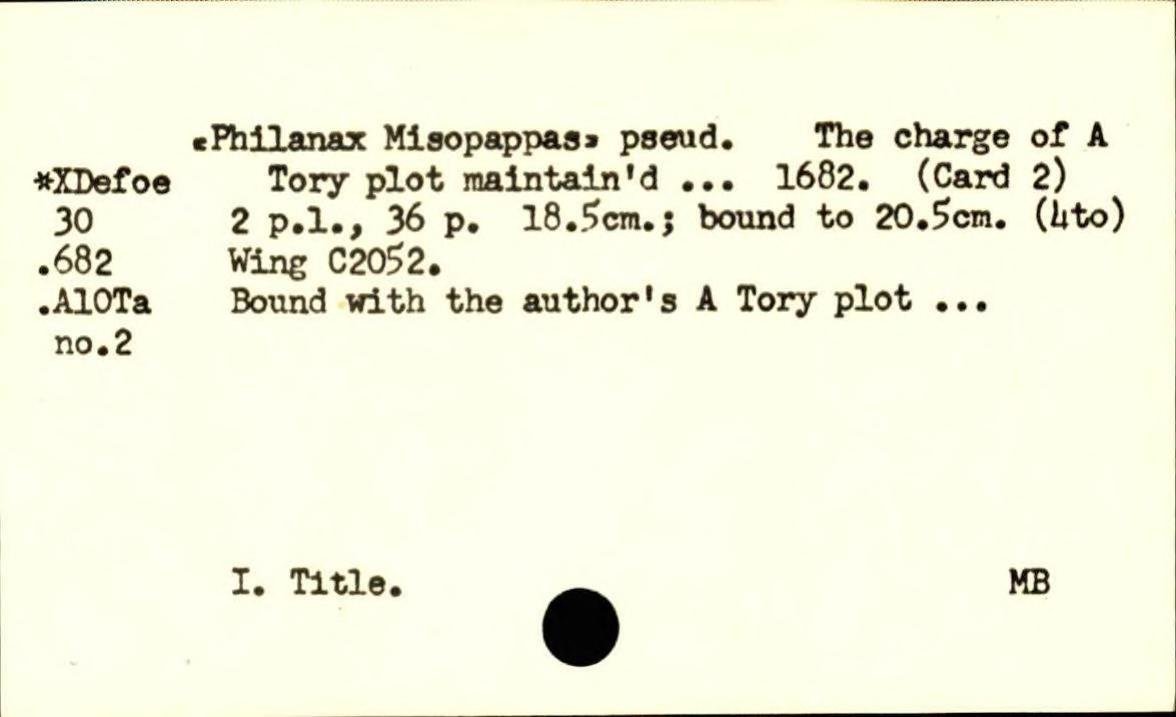 «Philanax Misopappas» pseud. The charge of A
*XDefoe Tory plot maintain'd ... 1682. (Card 2)
30 2 p.l., 36 p. 18.5cm.; bound to 20.5cm. (4to)
.682 Wing C2052.
.A10Ta Bound with the author's A Tory plot ...
no.2
I. Title. MB